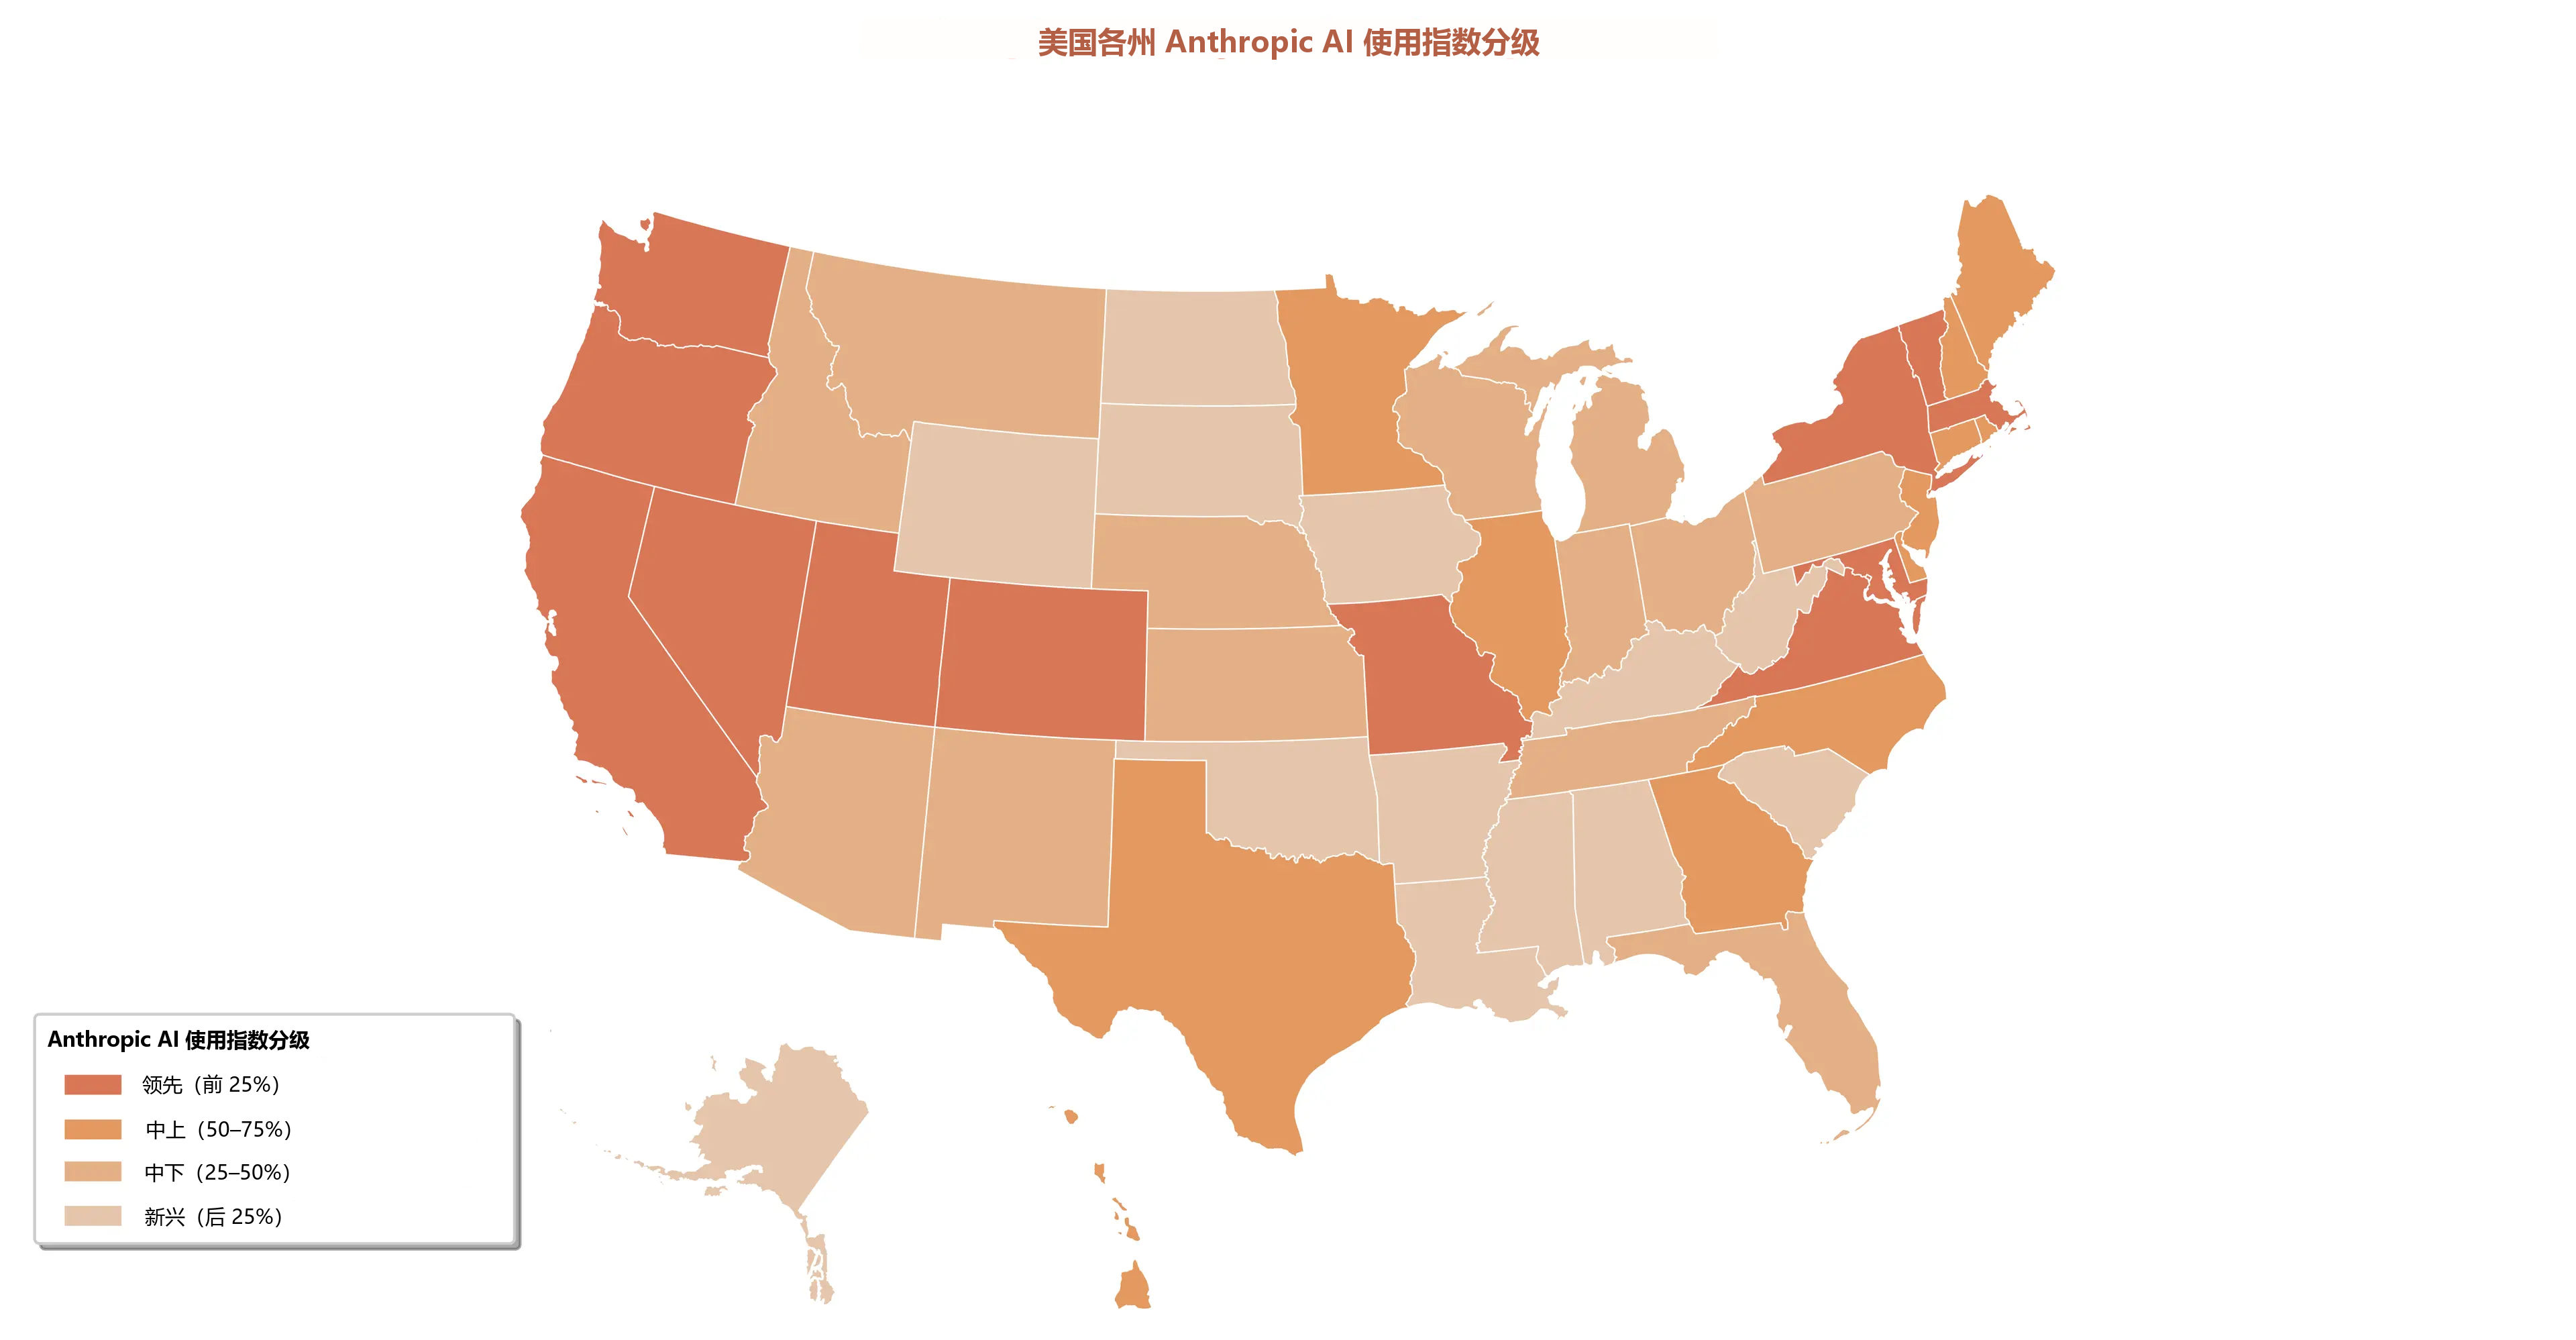 美国各州 Anthropic AI 使用指数分级
Anthropic AI 使用指数分级
领先（前 25%）
中上（50–75%）
中下（25–50%）
新兴（后 25%）